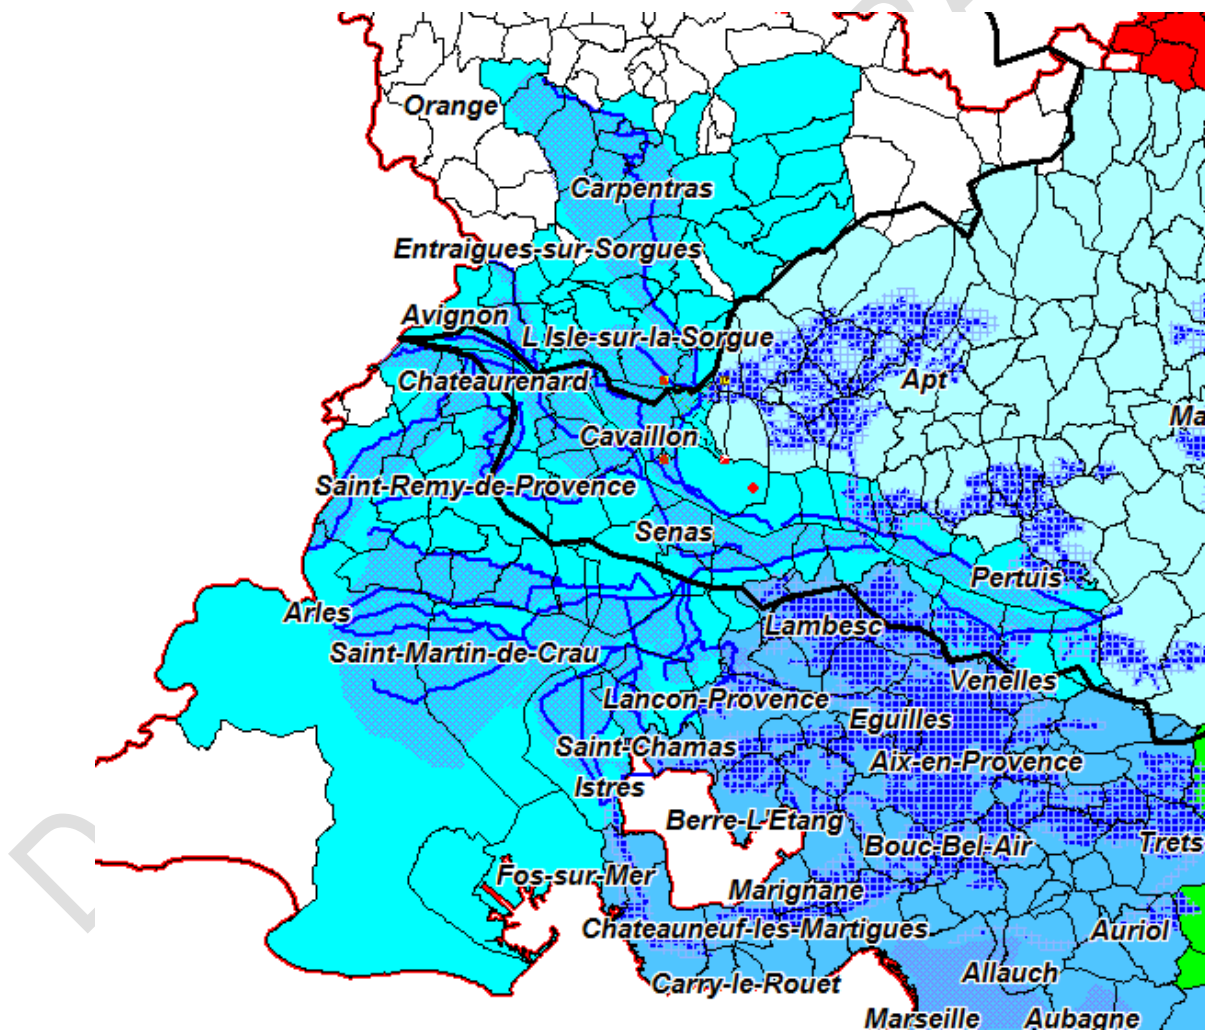 Orange
Carpentras
Entraigues-sur-Sorgues
Avignon
L Isle-sur-la-Sorgue
Chateaurenard
Apt
Ma
Cavaillon
Saint-Remy-de-Provence
Senas
Pertuis
Arles
Lambesc
Saint-Martin-de-Crau
Venelles
Lancon-Provence
Eguilles
Saint-Chamas
Aix-en-Provence
Istres
Berre-L'Etang
Bouc-Bel-Air
Trets
Fos-sur-Mer
Marignane
Chateauneuf-les-Martigues
Auriol
Allauch
Carry-le-Rouet
Marseille
Aubagne